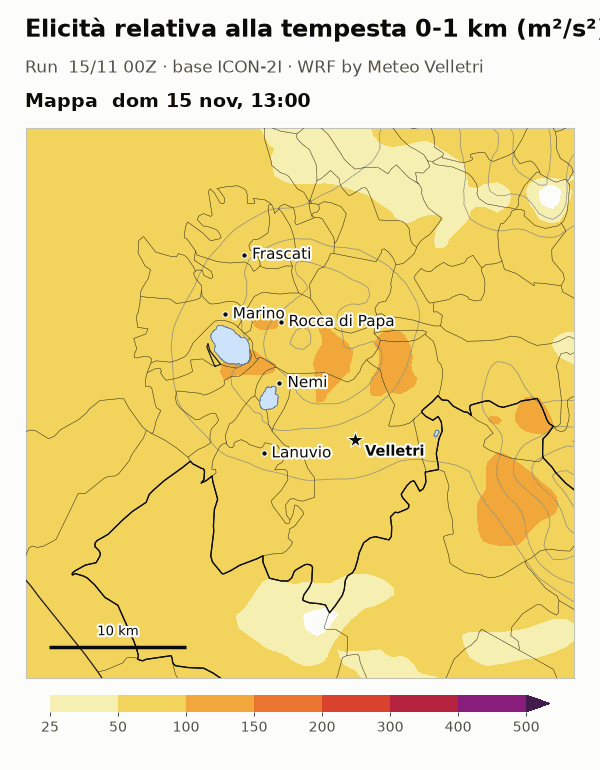 Elicità relativa alla tempesta 0-1 km (m²/s²)
Run 15/11 00Z · base ICON-2I · WRF by Meteo Velletri
Mappa dom 15 nov, 13:00
Frascati
Marino
Rocca di Papa
Nemi
Velletri
Lanuvio
10 km
25 50 100 150 200 300 400 500